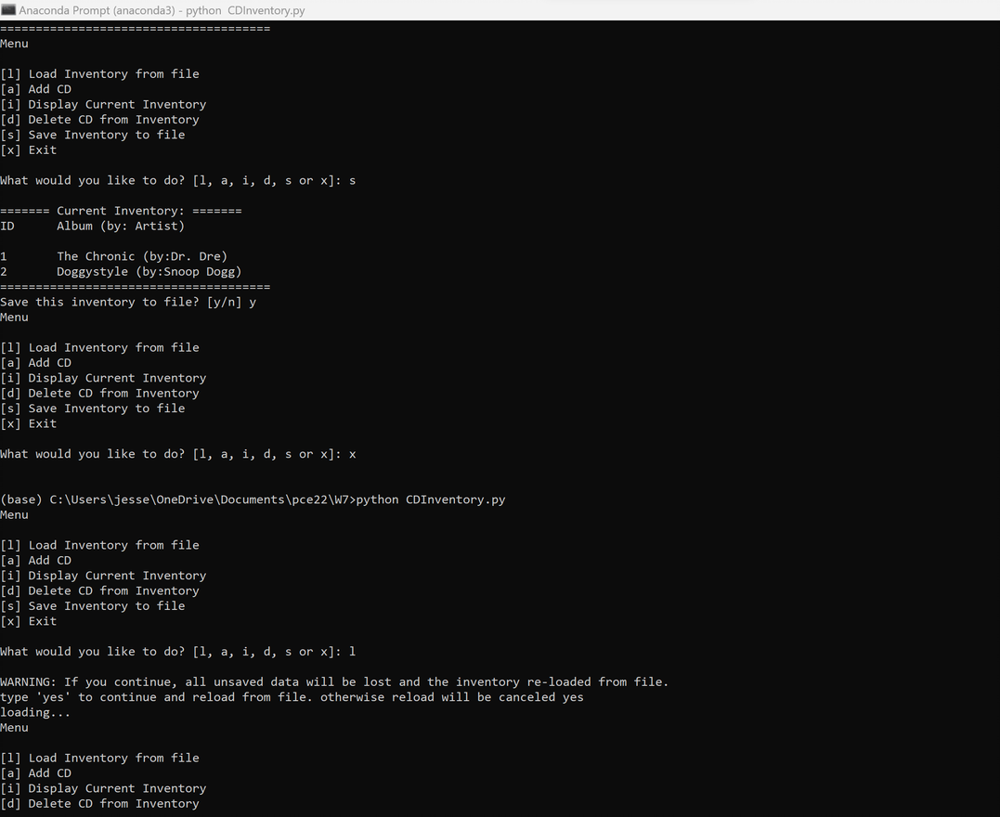 Anaconda Prompt (anaconda3) - python  CDInventory.py
======================================
Menu
[l] Load Inventory from file
[a] Add CD
[i] Display Current Inventory
[d] Delete CD from Inventory
[s] Save Inventory to file
[x] Exit
What would you like to do? [l, a, i, d, s or x]: s
======= Current Inventory: =======
ID      Album (by: Artist)
1       The Chronic (by:Dr. Dre)
2       Doggystyle (by:Snoop Dogg)
======================================
Save this inventory to file? [y/n] y
Menu
[l] Load Inventory from file
[a] Add CD
[i] Display Current Inventory
[d] Delete CD from Inventory
[s] Save Inventory to file
[x] Exit
What would you like to do? [l, a, i, d, s or x]: x
(base) C:\Users\jesse\OneDrive\Documents\pce22\W7>python CDInventory.py
Menu
[l] Load Inventory from file
[a] Add CD
[i] Display Current Inventory
[d] Delete CD from Inventory
[s] Save Inventory to file
[x] Exit
What would you like to do? [l, a, i, d, s or x]: l
WARNING: If you continue, all unsaved data will be lost and the inventory re-loaded from file.
type 'yes' to continue and reload from file. otherwise reload will be canceled yes
loading...
Menu
[l] Load Inventory from file
[a] Add CD
[i] Display Current Inventory
[d] Delete CD from Inventory